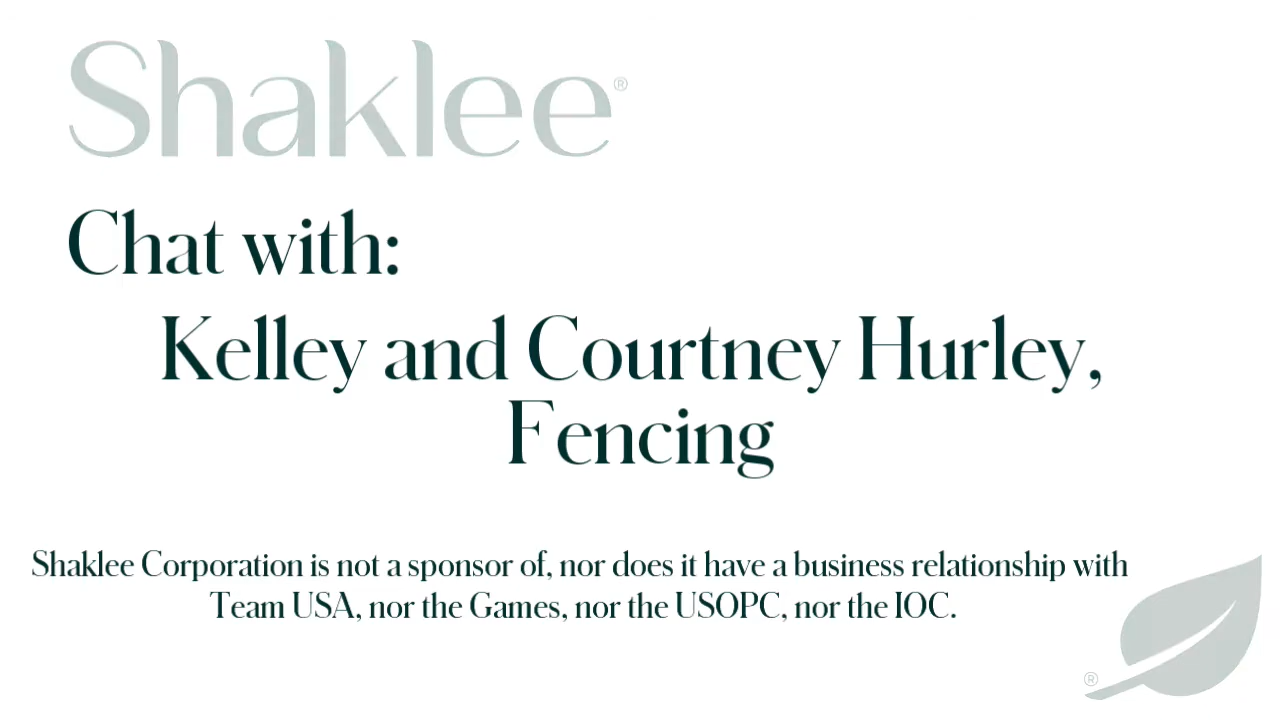 Shaklee®
Chat with:
Kelley and Courtney Hurley,
Fencing
Shaklee Corporation is not a sponsor of, nor does it have a business relationship with
Team USA, nor the Games, nor the USOPC, nor the IOC.
®